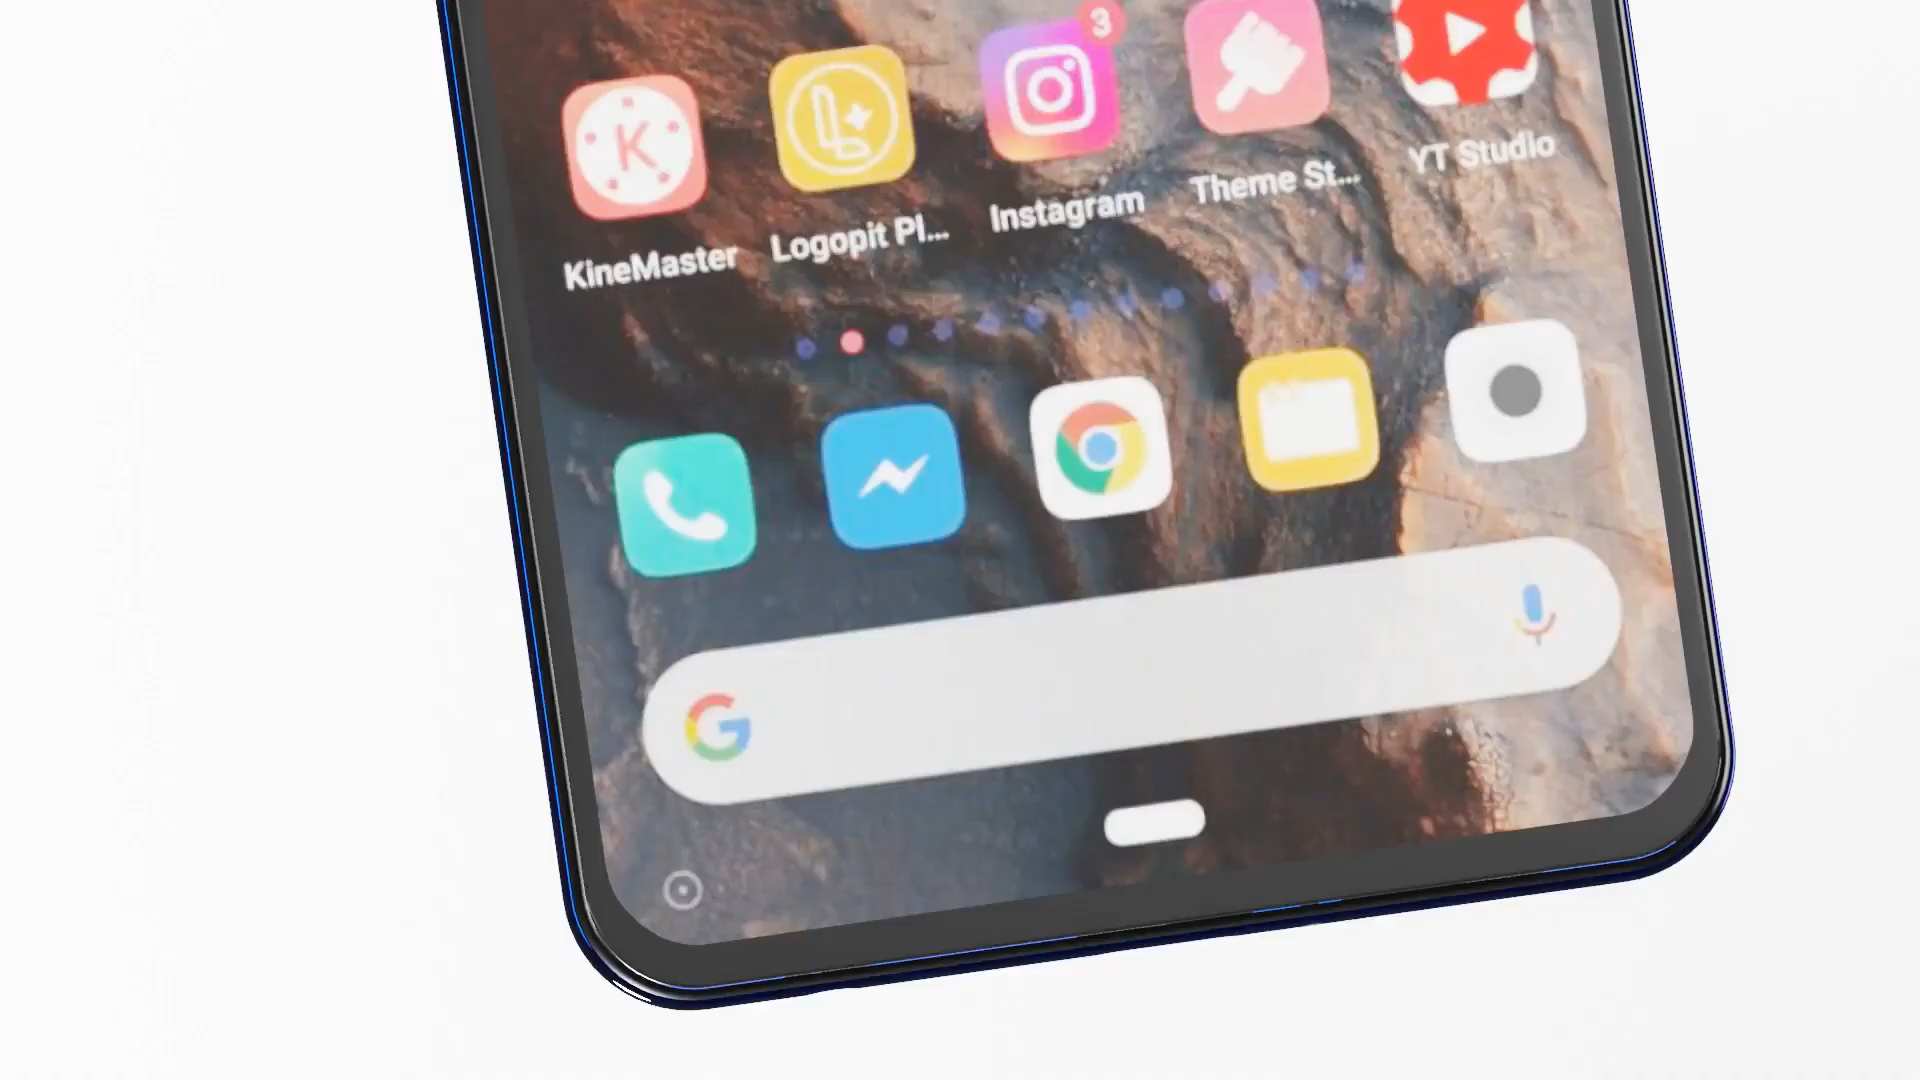 3
K
L
KineMaster
Logopit Pl...
Instagram
Theme St...
YT Studio
G